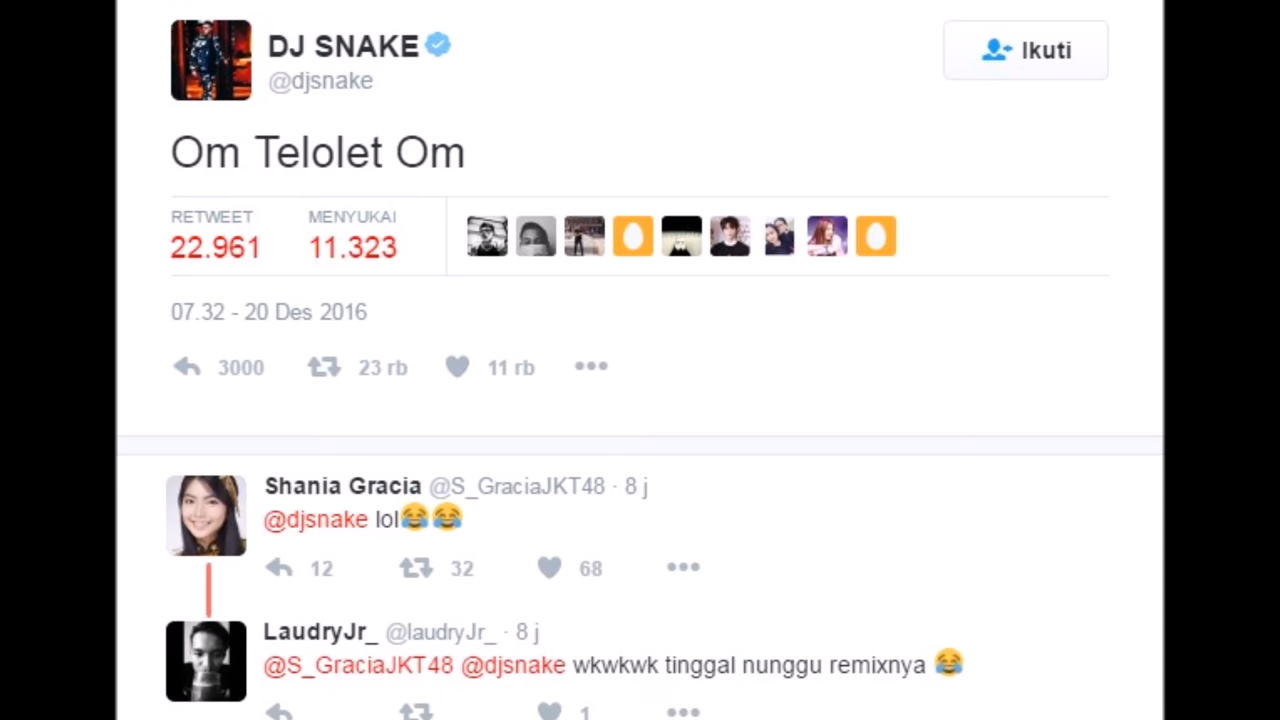 DJ SNAKE
@djsnake
Ikuti
Om Telolet Om
RETWEET MENYUKAI
22.961 11.323
07.32 - 20 Des 2016
3000 23 rb 11 rb
Shania Gracia @S_GraciaJKT48 · 8 j
@djsnake lol😂😂
12 32 68
LaudryJr_ @laudryJr_ · 8 j
@S_GraciaJKT48 @djsnake wkwkwk tinggal nunggu remixnya 😂
1